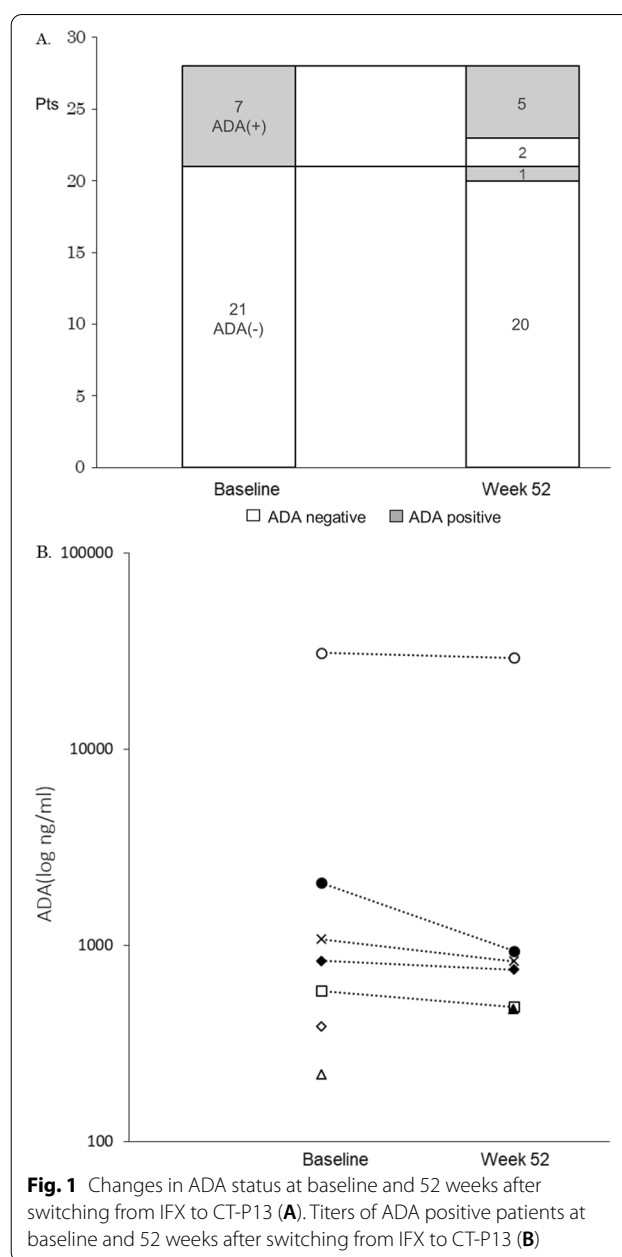 A.
30
25
20
15
10
5
0
Pts
7
ADA(+)
21
ADA(-)
5
2
1
20
Baseline
Week 52
ADA negative ADA positive
B.
100000
10000
1000
100
ADA(log ng/ml)
Baseline
Week 52
Fig. 1 Changes in ADA status at baseline and 52 weeks after
switching from IFX to CT-P13 (A). Titers of ADA positive patients at
baseline and 52 weeks after switching from IFX to CT-P13 (B)